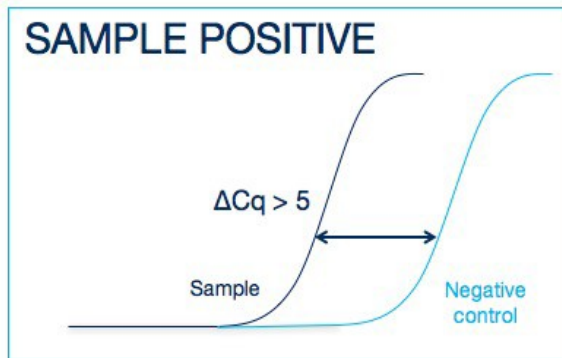 SAMPLE POSITIVE
ΔCq > 5
Sample
Negative
control